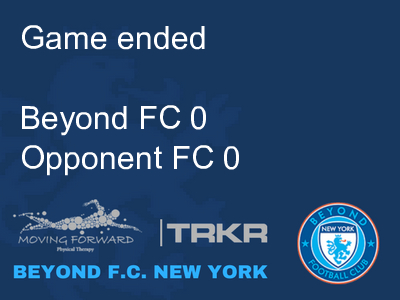 Game ended
Beyond FC 0
Opponent FC 0
MOVING FORWARD
Physical Therapy
TRKR
BEYOND F.C. NEW YORK
BEYOND
NEW YORK
FOOTBALL CLUB